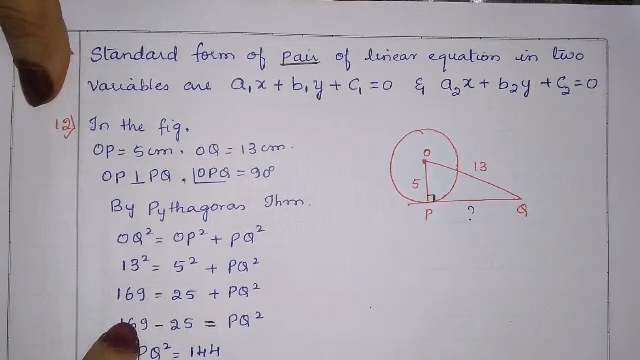 Standard form of pair of linear equation in two
variables are a₁x + b₁y + c₁ = 0 & a₂x + b₂y + c₂ = 0
12) In the fig.
OP = 5cm. OQ = 13cm.
OP ⊥ PQ. ∠OPQ = 90°
By Pythagoras Thm.
OQ² = OP² + PQ²
13² = 5² + PQ²
169 = 25 + PQ²
169 - 25 = PQ²
PQ² = 144
O
13
5
P
?
Q